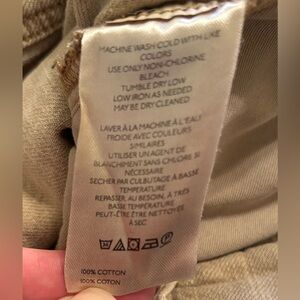 MACHINE WASH COLD WITH LIKE
COLORS
USE ONLY NON-CHLORINE
BLEACH
TUMBLE DRY LOW
LOW IRON AS NEEDED
MAY BE DRY CLEANED
LAVER À LA MACHINE À L'EAU
FROIDE AVEC COULEURS
SIMILAIRES
UTILISER UN AGENT DE
BLANCHIMENT SANS CHLORE SI
NÉCESSAIRE
SECHER PAR CULBUTAGE À BASSE
TEMPÉRATURE
REPASSER, AU BESOIN, À TRÈS
BASSE TEMPÉRATURE
PEUT-ÊTRE ÊTRE NETTOYÉE
À SEC
100% COTTON
100% COTON